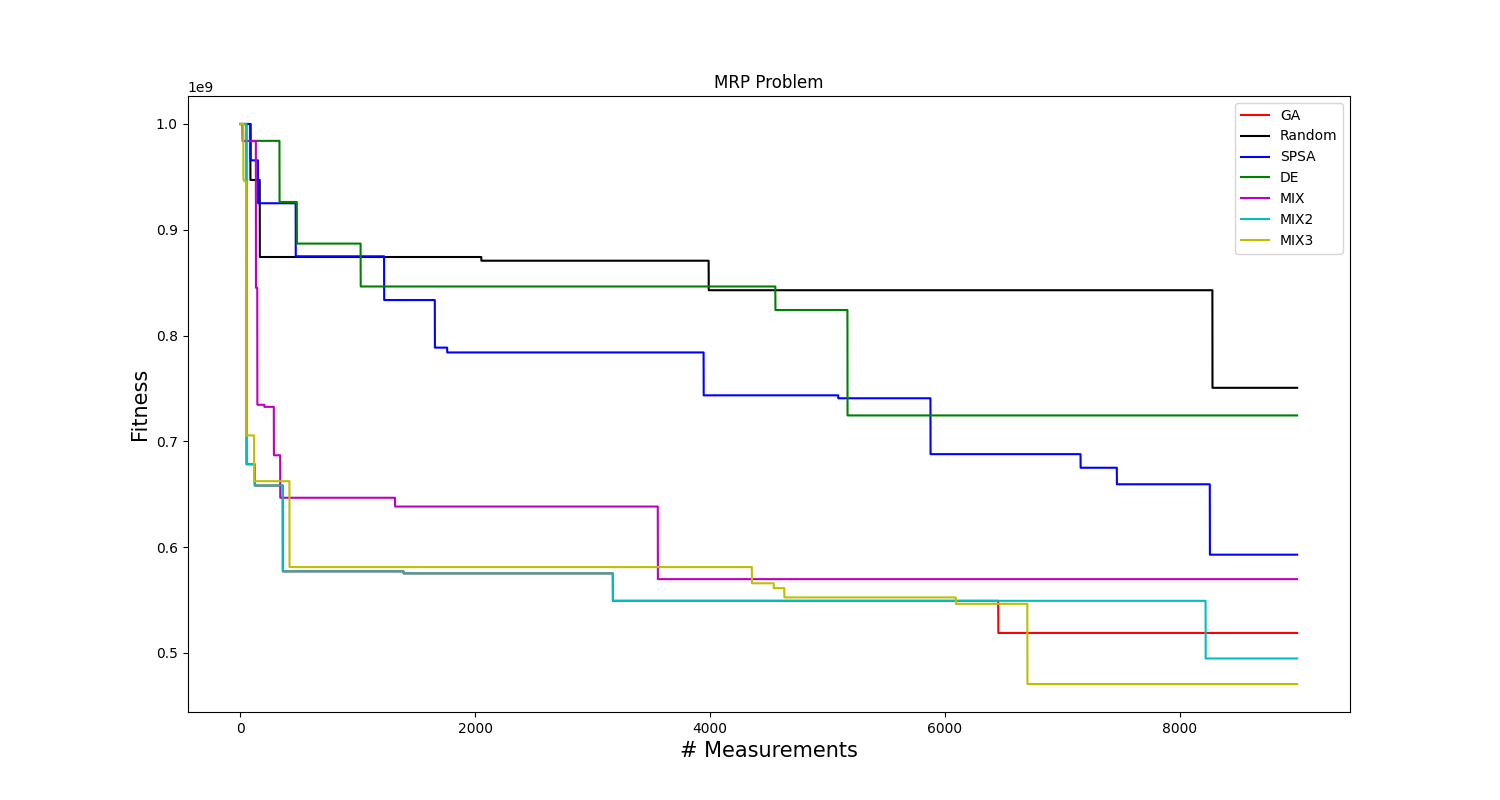 MRP Problem
1e9
1.0
0.9
0.8
0.7
0.6
0.5
Fitness
0
2000
4000
6000
8000
# Measurements
GA
Random
SPSA
DE
MIX
MIX2
MIX3